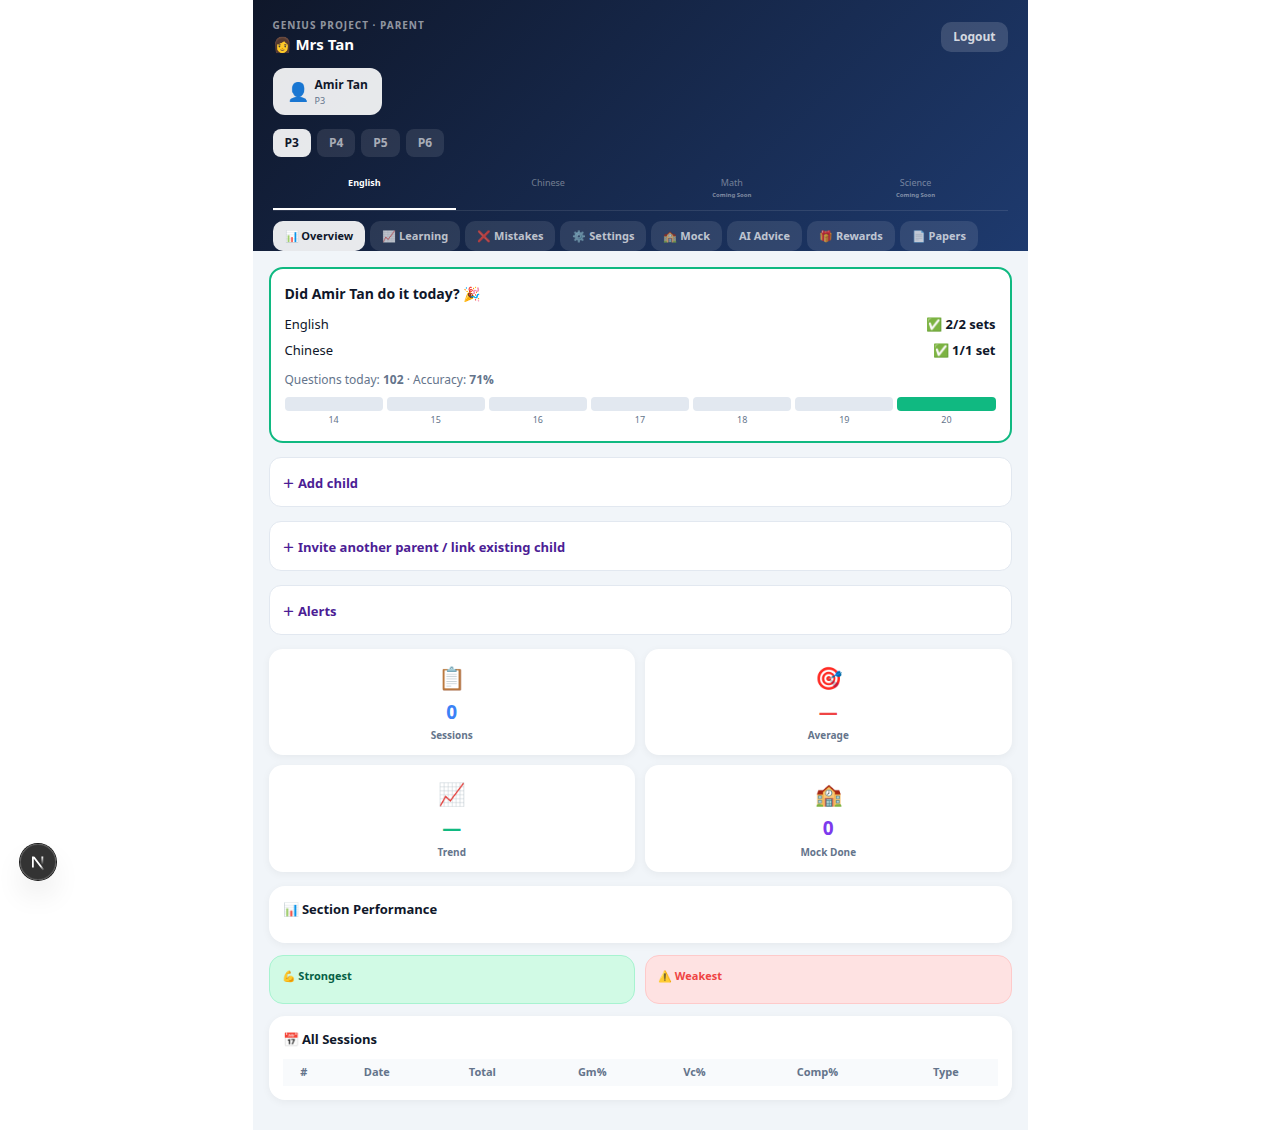 GENIUS PROJECT · PARENT
👩 Mrs Tan
Logout
Amir Tan
P3
P3 P4 P5 P6
English Chinese Math Science
Coming Soon Coming Soon
📊 Overview 📈 Learning ❌ Mistakes ⚙️ Settings 🏫 Mock AI Advice 🎁 Rewards 📄 Papers
Did Amir Tan do it today? 🎉
English ✅ 2/2 sets
Chinese ✅ 1/1 set
Questions today: 102 · Accuracy: 71%
14 15 16 17 18 19 20
+ Add child
+ Invite another parent / link existing child
+ Alerts
0 —
Sessions Average
— 0
Trend Mock Done
📊 Section Performance
💪 Strongest ⚠️ Weakest
📅 All Sessions
# Date Total Gm% Vc% Comp% Type
N